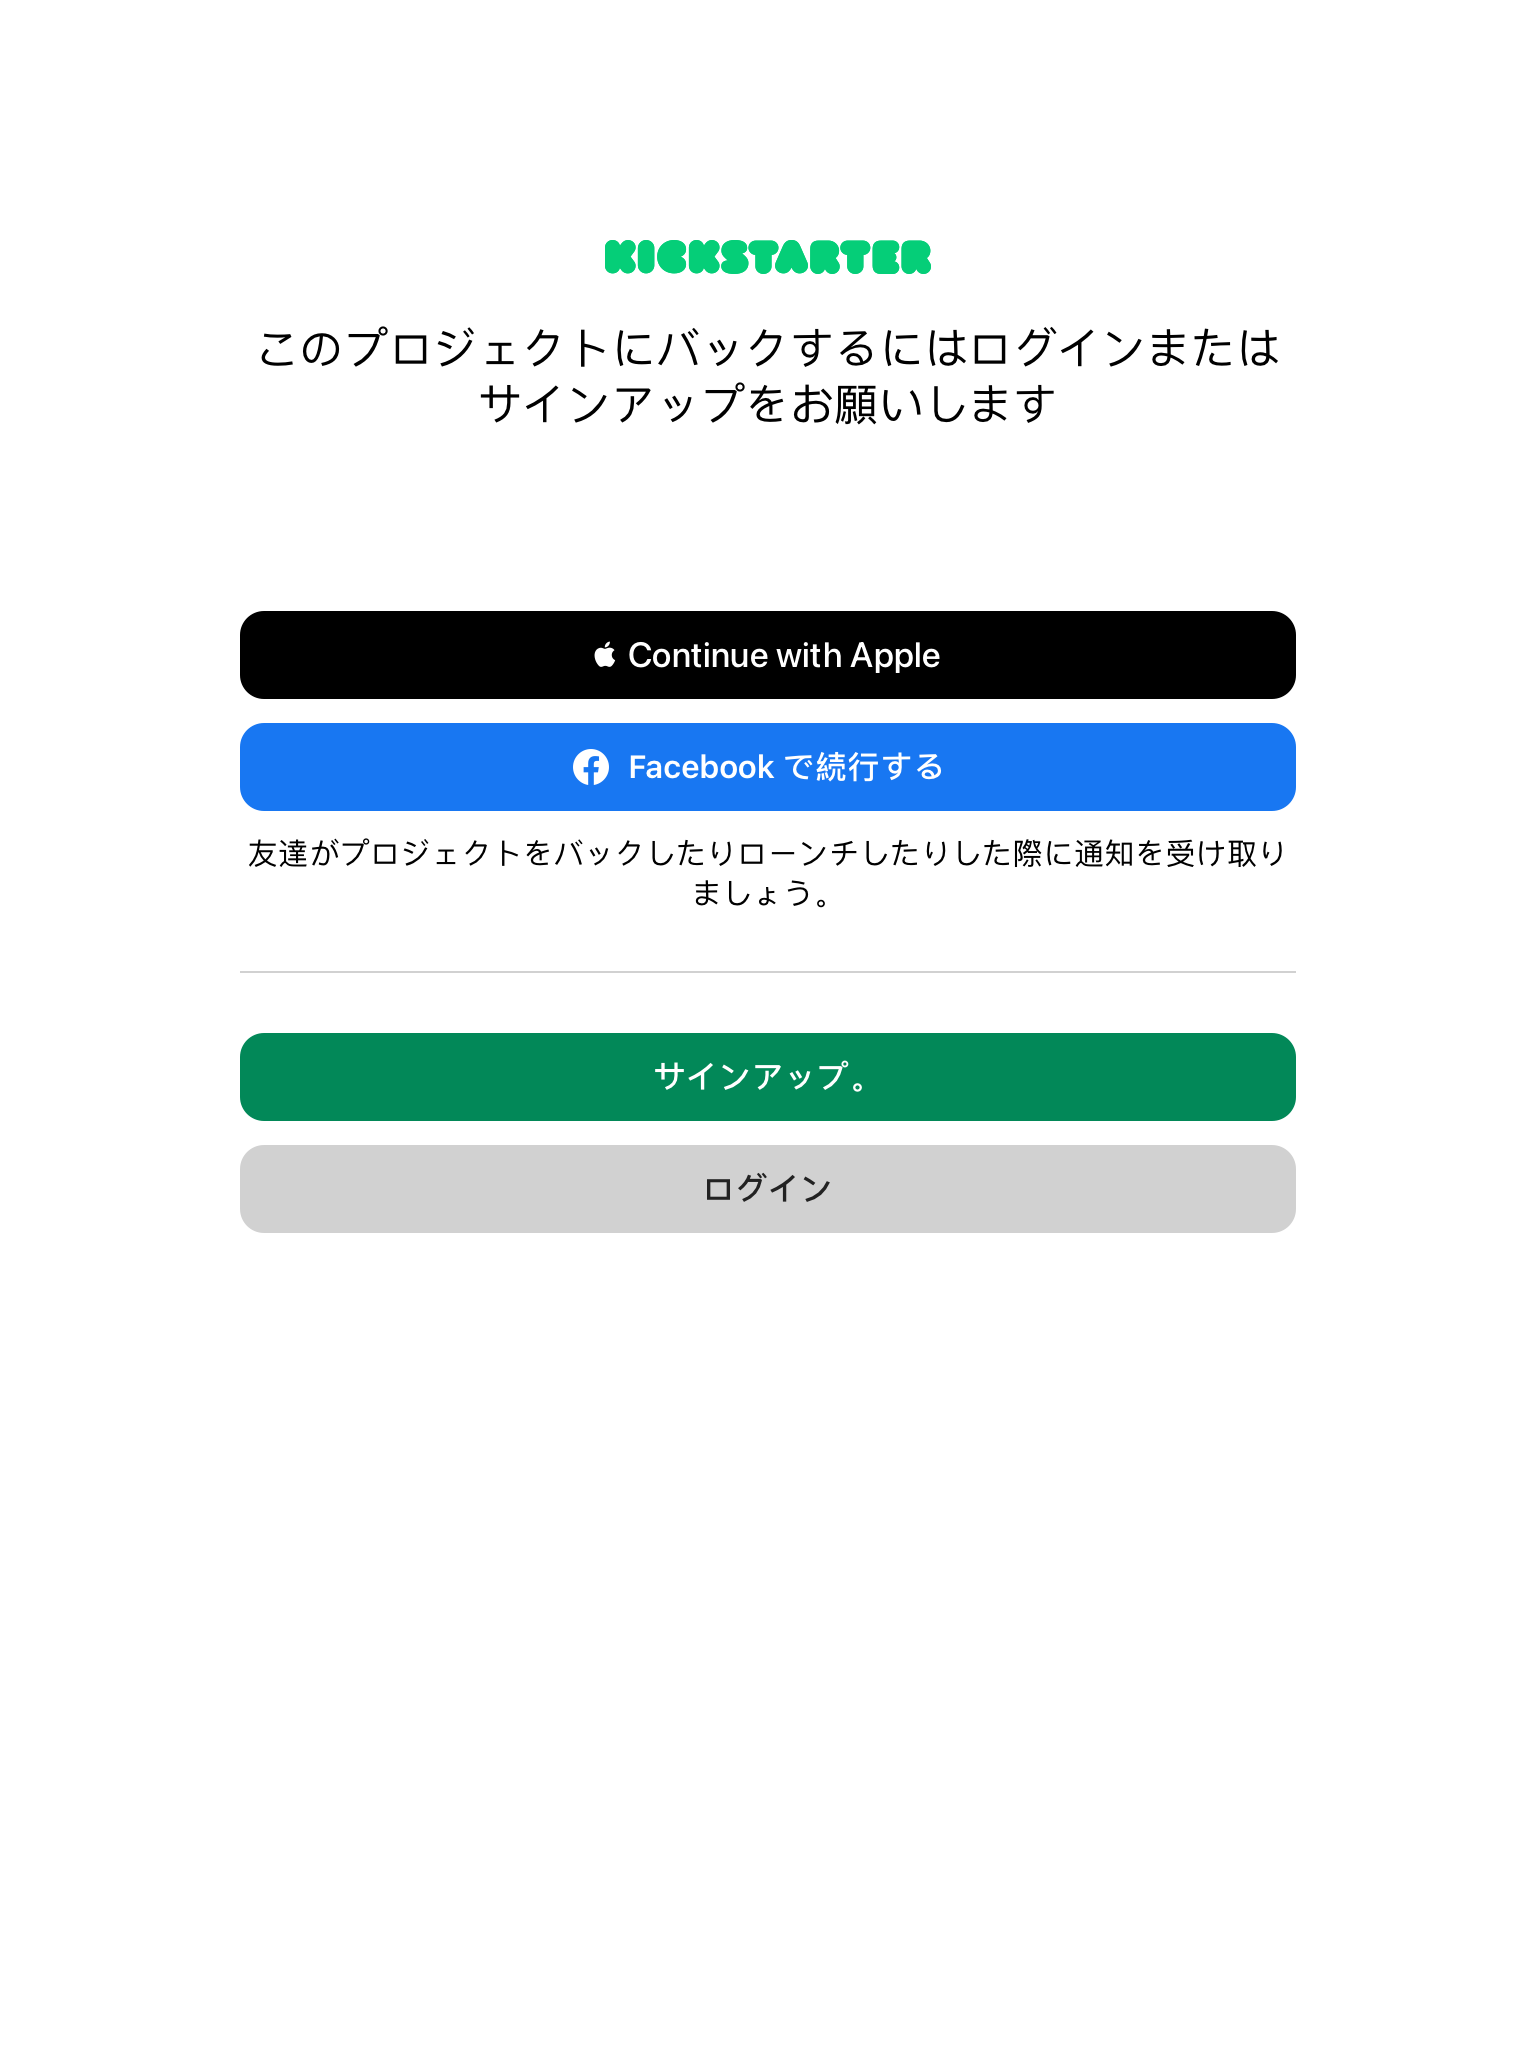 KICKSTARTER
このプロジェクトにバックするにはログインまたは
サインアップをお願いします
Continue with Apple
Facebook で続行する
友達がプロジェクトをバックしたりローンチしたりした際に通知を受け取り
ましょう。
サインアップ。
ログイン